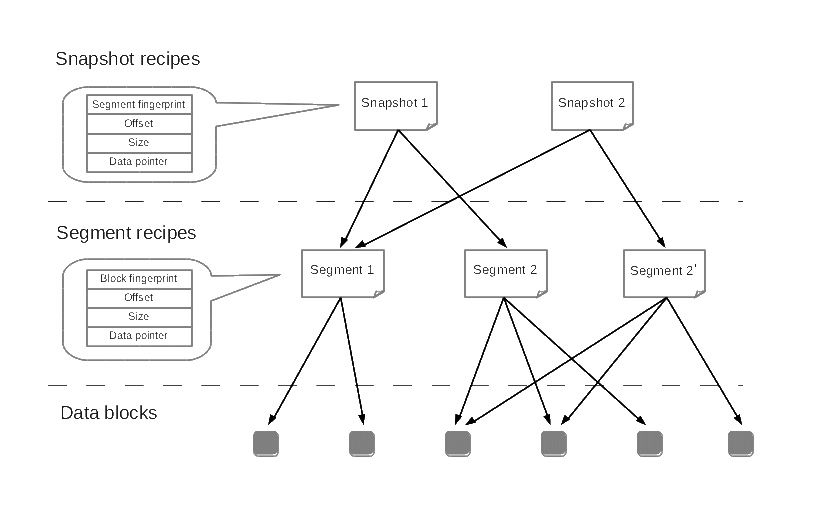 Snapshot recipes
Segment fingerprint
Offset
Size
Data pointer
Snapshot 1
Snapshot 2
Segment recipes
Block fingerprint
Offset
Size
Data pointer
Segment 1
Segment 2
Segment 2'
Data blocks